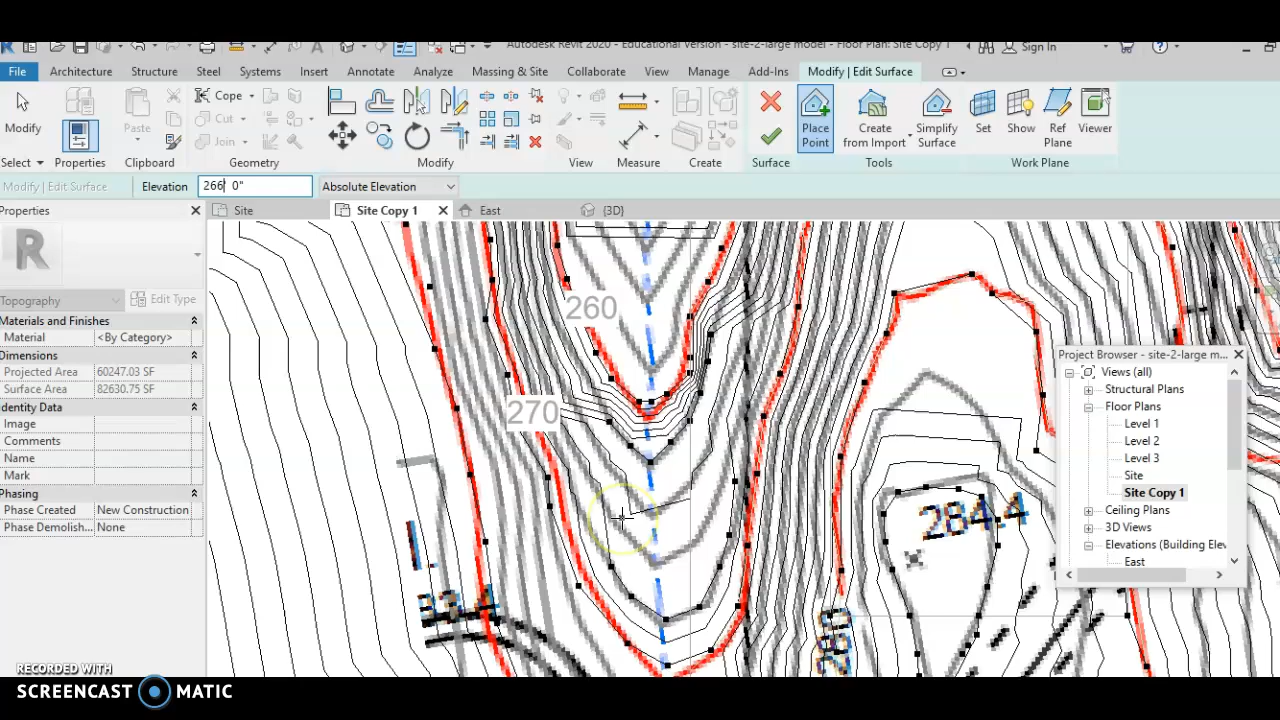 Autodesk Revit 2020 - Educational Version - site-2-large model - Floor Plan: Site Copy 1
Sign In
File Architecture Structure Steel Systems Insert Annotate Analyze Massing & Site Collaborate View Manage Add-Ins Modify | Edit Surface
Modify
Properties
Paste
Cope
Cut
Join
Place Point
Create from Import
Simplify Surface
Set
Show
Ref Plane
Viewer
Select Properties Clipboard Geometry Modify View Measure Create Surface Tools Work Plane
Modify | Edit Surface Elevation 266' 0" Absolute Elevation
Properties
Site
Site Copy 1
East
{3D}
Topography
Edit Type
Materials and Finishes
Material <By Category>
Dimensions
Projected Area 60247.03 SF
Surface Area 82630.75 SF
Identity Data
Image
Comments
Name
Mark
Phasing
Phase Created New Construction
Phase Demolish... None
260
270
284.4
280
Project Browser - site-2-large m...
Views (all)
Structural Plans
Floor Plans
Level 1
Level 2
Level 3
Site
Site Copy 1
Ceiling Plans
3D Views
Elevations (Building Elev
East
RECORDED WITH
SCREENCAST MATIC